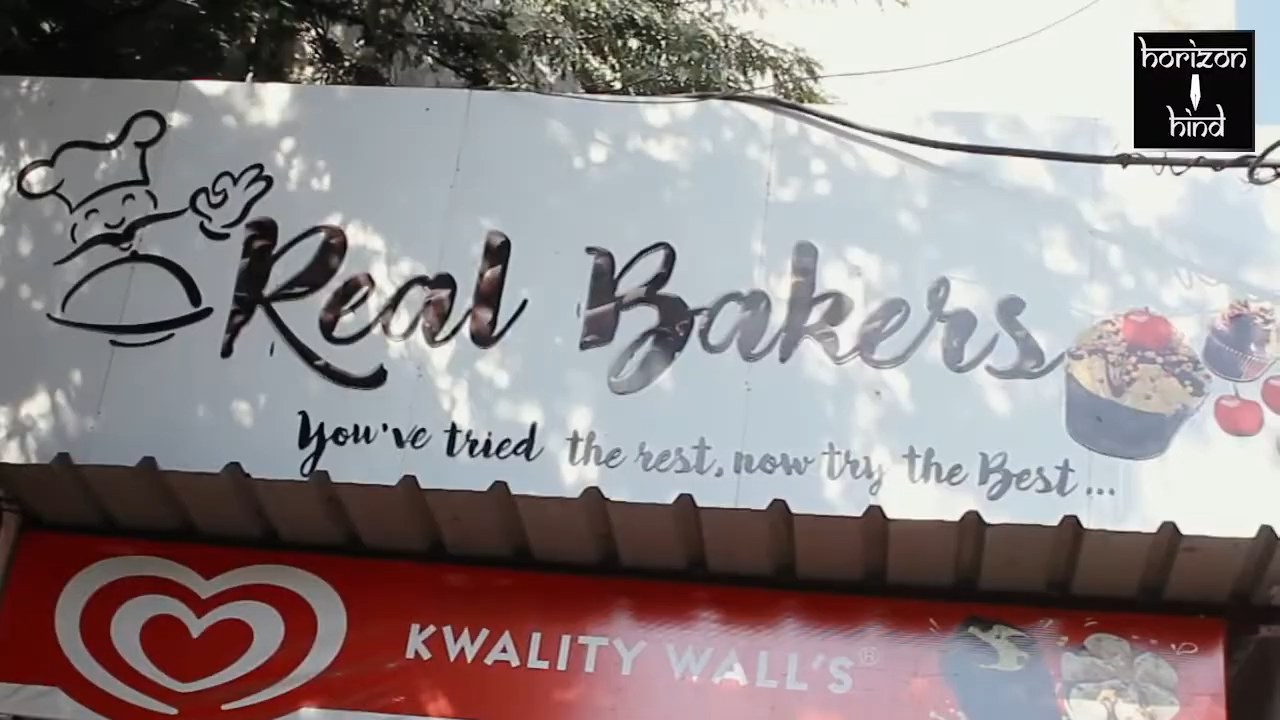 horizon
hind
Real Bakers
You've tried the rest, now try the Best...
KWALITY WALL'S®